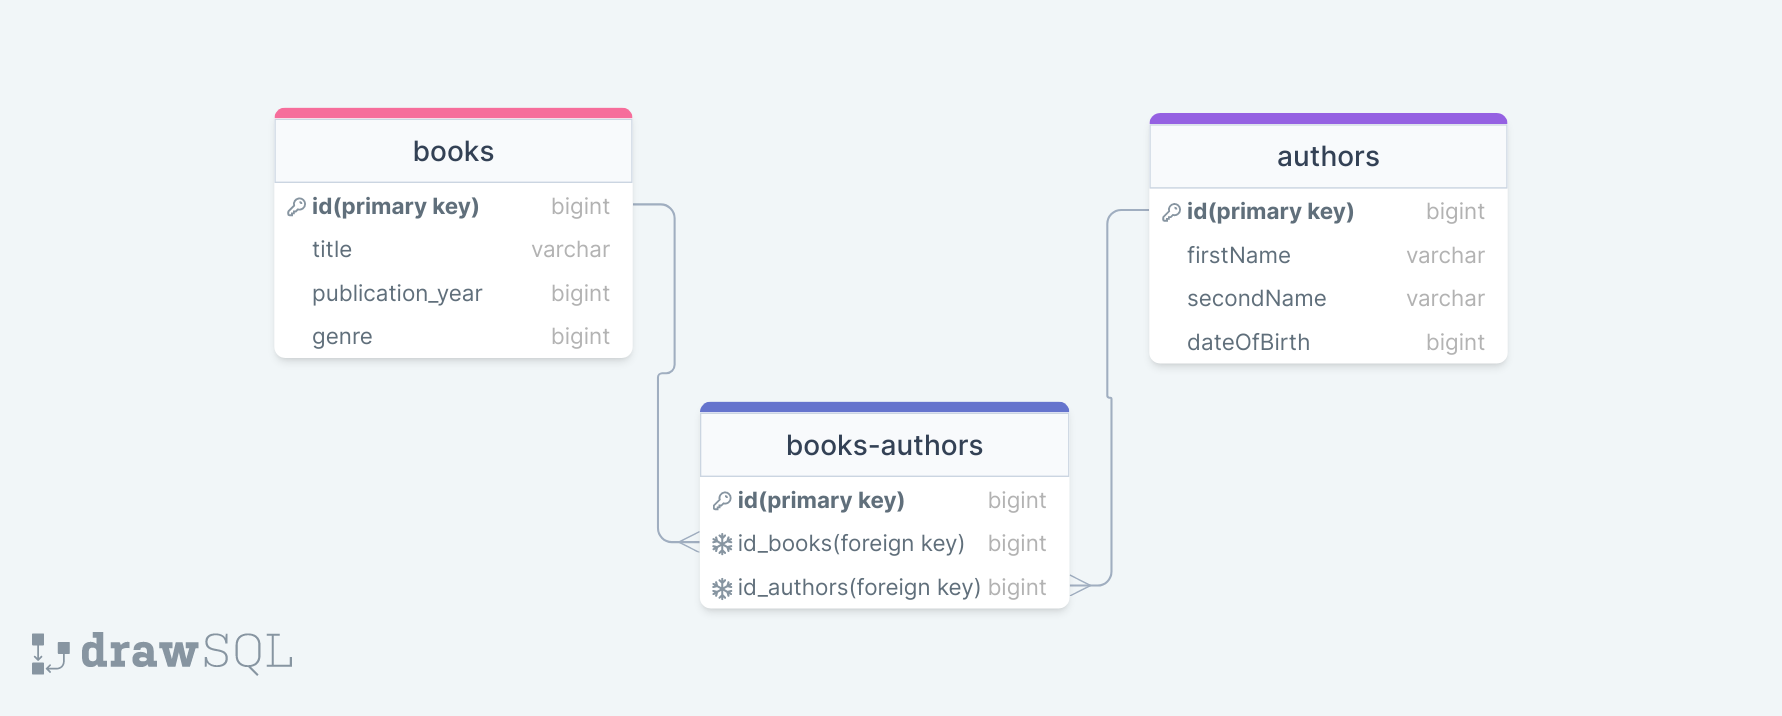 books
id(primary key) bigint
title varchar
publication_year bigint
genre bigint
authors
id(primary key) bigint
firstName varchar
secondName varchar
dateOfBirth bigint
books-authors
id(primary key) bigint
id_books(foreign key) bigint
id_authors(foreign key) bigint
drawSQL